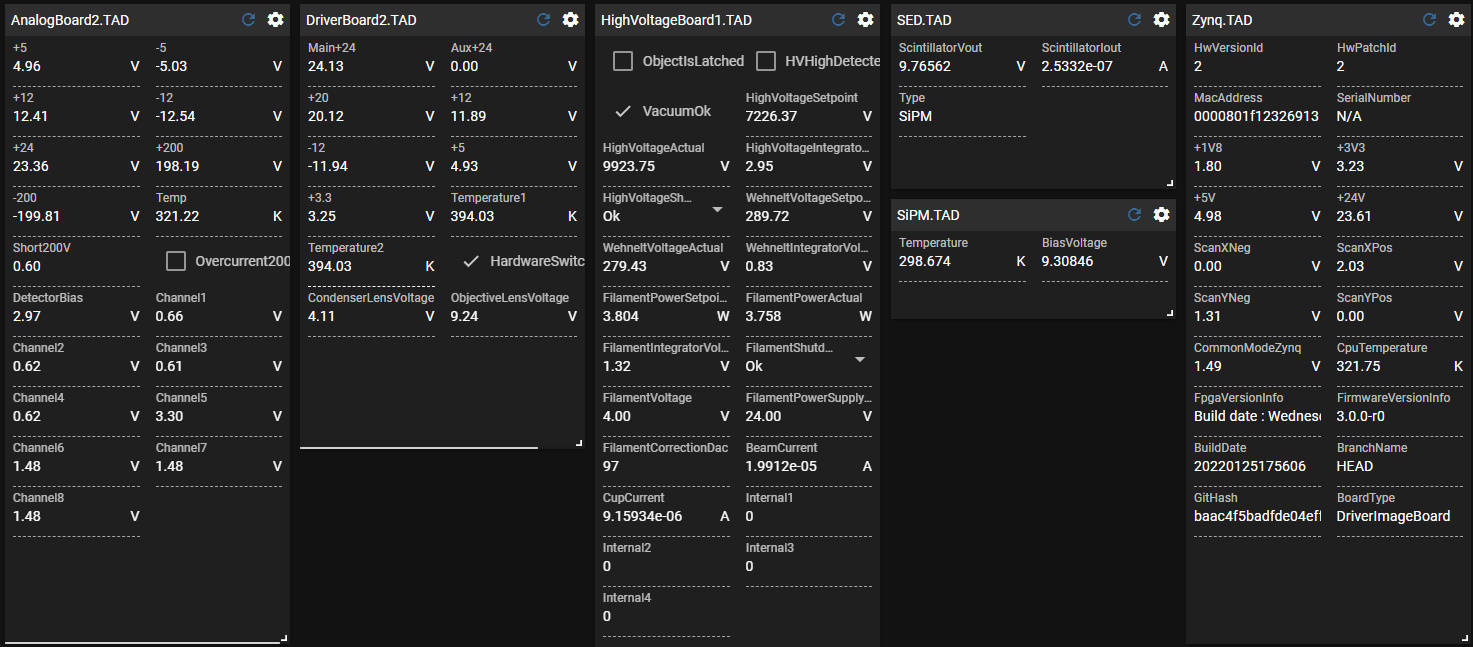 AnalogBoard2.TAD
+5 -5
4.96 V -5.03 V
+12 -12
12.41 V -12.54 V
+24 +200
23.36 V 198.19 V
-200 Temp
-199.81 V 321.22 K
Short200V
0.60 Overcurrent200
DetectorBias Channel1
2.97 V 0.66 V
Channel2 Channel3
0.62 V 0.61 V
Channel4 Channel5
0.62 V 3.30 V
Channel6 Channel7
1.48 V 1.48 V
Channel8
1.48 V
DriverBoard2.TAD
Main+24 Aux+24
24.13 V 0.00 V
+20 +12
20.12 V 11.89 V
-12 +5
-11.94 V 4.93 V
+3.3 Temperature1
3.25 V 394.03 K
Temperature2
394.03 K HardwareSwitc
CondenserLensVoltage ObjectiveLensVoltage
4.11 V 9.24 V
HighVoltageBoard1.TAD
ObjectIsLatched HVHighDetecte
VacuumOk HighVoltageSetpoint
7226.37 V
HighVoltageActual HighVoltageIntegrato...
9923.75 V 2.95 V
HighVoltageSh... WehneltVoltageSetpo...
Ok 289.72 V
WehneltVoltageActual WehneltIntegratorVol...
279.43 V 0.83 V
FilamentPowerSetpoi... FilamentPowerActual
3.804 W 3.758 W
FilamentIntegratorVol... FilamentShutd...
1.32 V Ok
FilamentVoltage FilamentPowerSupply...
4.00 V 24.00 V
FilamentCorrectionDac BeamCurrent
97 1.9912e-05 A
CupCurrent Internal1
9.15934e-06 A 0
Internal2 Internal3
0 0
Internal4
0
SED.TAD
ScintillatorVout ScintillatorIout
9.76562 V 2.5332e-07 A
Type
SiPM
SiPM.TAD
Temperature BiasVoltage
298.674 K 9.30846 V
Zynq.TAD
HwVersionId HwPatchId
2 2
MacAddress SerialNumber
0000801f12326913 N/A
+1V8 +3V3
1.80 V 3.23 V
+5V +24V
4.98 V 23.61 V
ScanXNeg ScanXPos
0.00 V 2.03 V
ScanYNeg ScanYPos
1.31 V 0.00 V
CommonModeZynq CpuTemperature
1.49 V 321.75 K
FpgaVersionInfo FirmwareVersionInfo
Build date : Wednes 3.0.0-r0
BuildDate BranchName
20220125175606 HEAD
GitHash BoardType
baac4f5badfde04ef DriverImageBoard